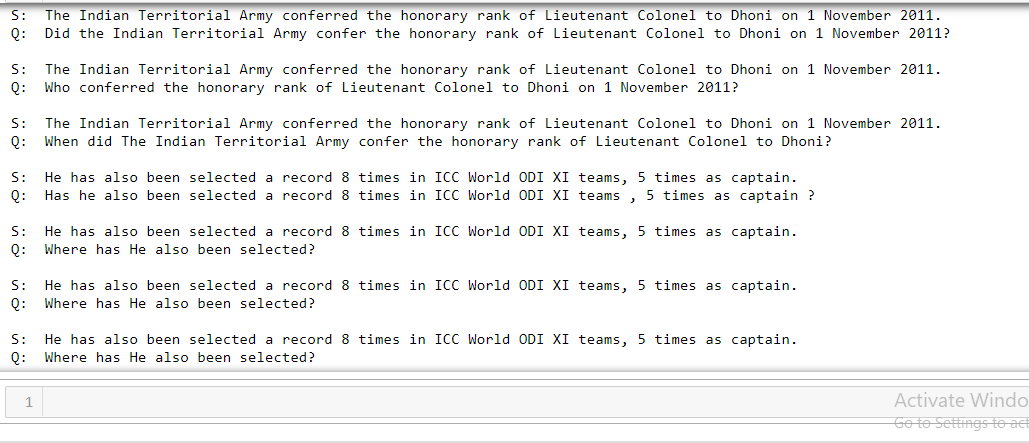 S:  The Indian Territorial Army conferred the honorary rank of Lieutenant Colonel to Dhoni on 1 November 2011.
Q:  Did the Indian Territorial Army confer the honorary rank of Lieutenant Colonel to Dhoni on 1 November 2011?
S:  The Indian Territorial Army conferred the honorary rank of Lieutenant Colonel to Dhoni on 1 November 2011.
Q:  Who conferred the honorary rank of Lieutenant Colonel to Dhoni on 1 November 2011?
S:  The Indian Territorial Army conferred the honorary rank of Lieutenant Colonel to Dhoni on 1 November 2011.
Q:  When did The Indian Territorial Army confer the honorary rank of Lieutenant Colonel to Dhoni?
S:  He has also been selected a record 8 times in ICC World ODI XI teams, 5 times as captain.
Q:  Has he also been selected a record 8 times in ICC World ODI XI teams , 5 times as captain ?
S:  He has also been selected a record 8 times in ICC World ODI XI teams, 5 times as captain.
Q:  Where has He also been selected?
S:  He has also been selected a record 8 times in ICC World ODI XI teams, 5 times as captain.
Q:  Where has He also been selected?
S:  He has also been selected a record 8 times in ICC World ODI XI teams, 5 times as captain.
Q:  Where has He also been selected?
1
Activate Windo
Go to Settings to act